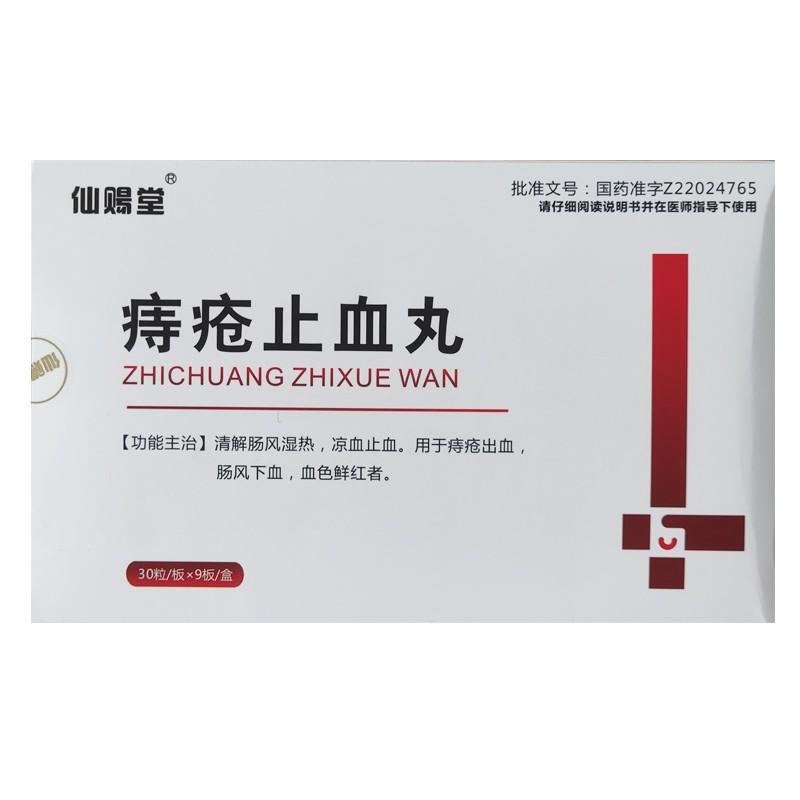 仙赐堂®
批准文号：国药准字Z22024765
请仔细阅读说明书并在医师指导下使用
痔疮止血丸
ZHICHUANG ZHIXUE WAN
【功能主治】清解肠风湿热，凉血止血。用于痔疮出血，
肠风下血，血色鲜红者。
30粒/板×9板/盒